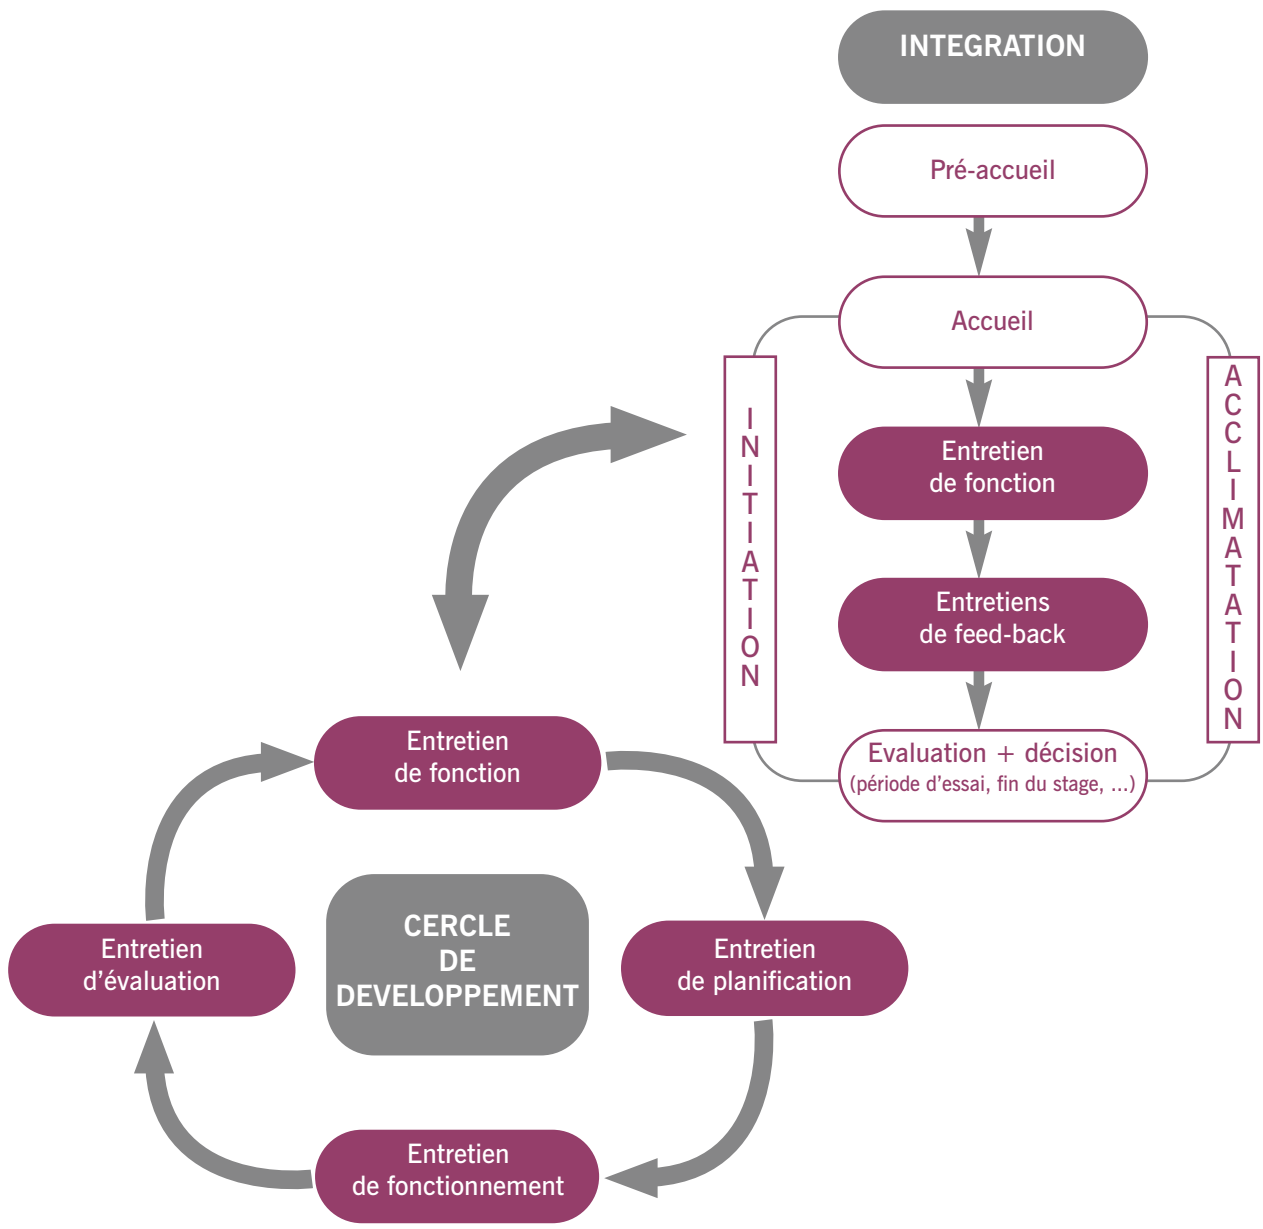 INTEGRATION
Pré-accueil
Accueil
INITIATION
ACCLIMATATION
Entretien
de fonction
Entretiens
de feed-back
Evaluation + décision
(période d'essai, fin du stage, ...)
Entretien
de fonction
Entretien
d'évaluation
CERCLE
DE
DEVELOPPEMENT
Entretien
de planification
Entretien
de fonctionnement